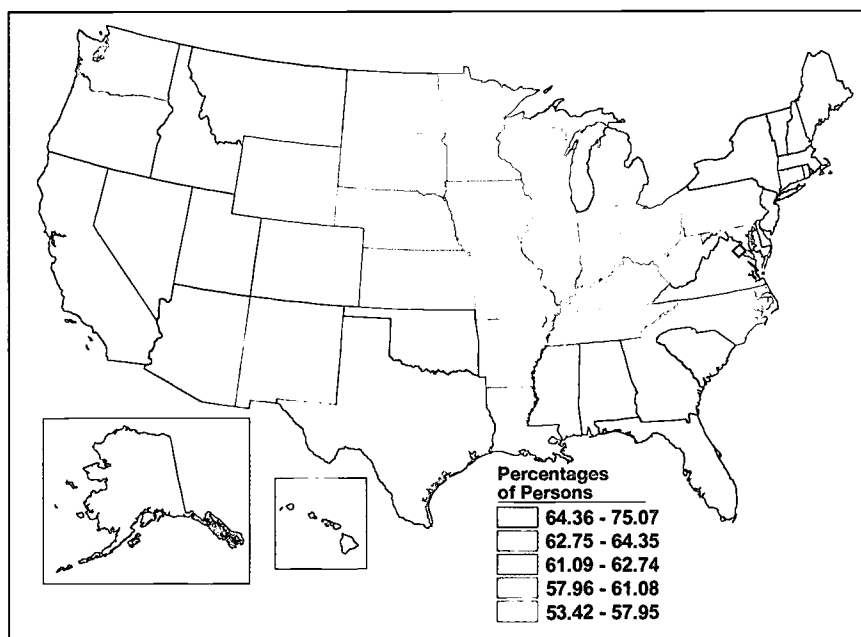 Percentages
of Persons
64.36 - 75.07
62.75 - 64.35
61.09 - 62.74
57.96 - 61.08
53.42 - 57.95